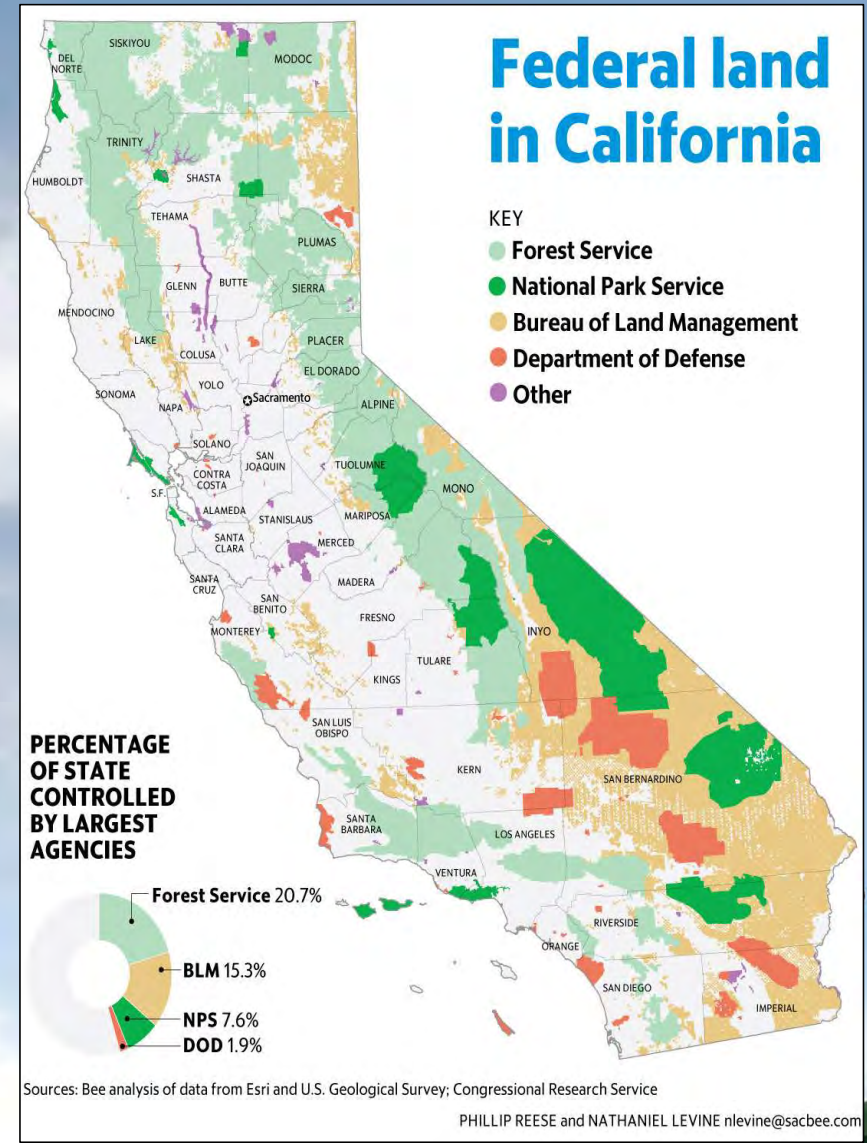 Federal land
in California
KEY
Forest Service
National Park Service
Bureau of Land Management
Department of Defense
Other
DEL
NORTE
SISKIYOU
MODOC
TRINITY
HUMBOLDT
SHASTA
TEHAMA
PLUMAS
GLENN
BUTTE
SIERRA
MENDOCINO
LAKE
COLUSA
PLACER
EL DORADO
YOLO
SONOMA
NAPA
Sacramento
ALPINE
SOLANO
CONTRA
COSTA
SAN
JOAQUIN
TUOLUMNE
MONO
S.F.
ALAMEDA
STANISLAUS
MARIPOSA
SANTA
CLARA
MERCED
SANTA
CRUZ
MADERA
SAN
BENITO
FRESNO
MONTEREY
INYO
TULARE
KINGS
SAN LUIS
OBISPO
KERN
SAN BERNARDINO
SANTA
BARBARA
LOS ANGELES
VENTURA
RIVERSIDE
ORANGE
SAN DIEGO
IMPERIAL
PERCENTAGE
OF STATE
CONTROLLED
BY LARGEST
AGENCIES
Forest Service 20.7%
BLM 15.3%
NPS 7.6%
DOD 1.9%
Sources: Bee analysis of data from Esri and U.S. Geological Survey; Congressional Research Service
PHILLIP REESE and NATHANIEL LEVINE nlevine@sacbee.com